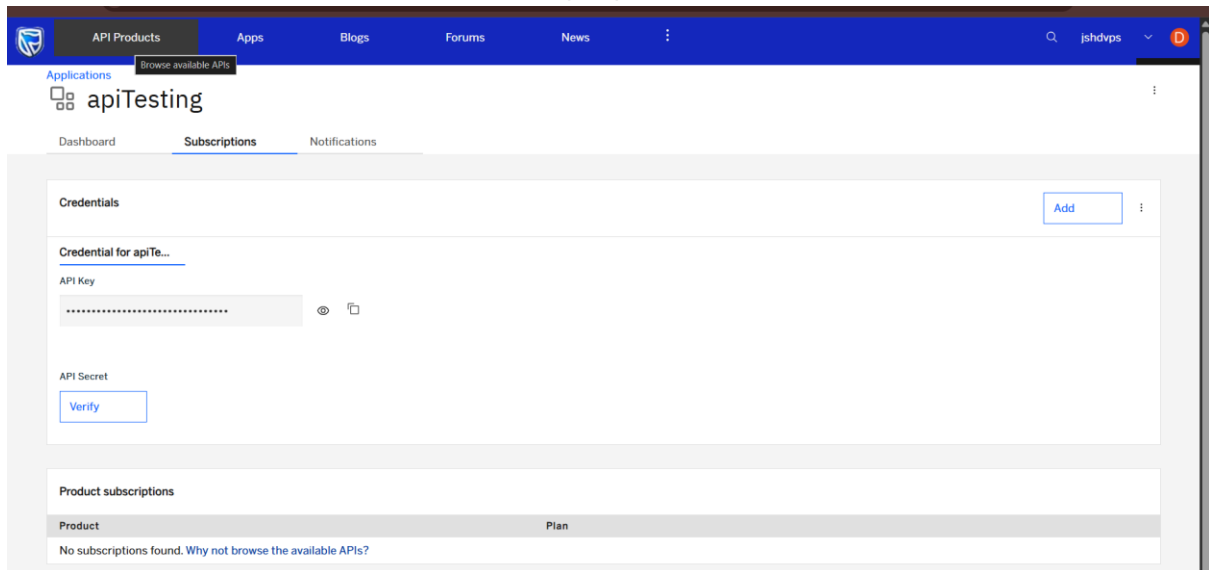 API Products Apps Blogs Forums News jshdvps D
Browse available APIs
Applications
apiTesting
Dashboard Subscriptions Notifications
Credentials
Add
Credential for apiTe...
API Key
••••••••••••••••••••••••••••••••
API Secret
Verify
Product subscriptions
Product Plan
No subscriptions found. Why not browse the available APIs?